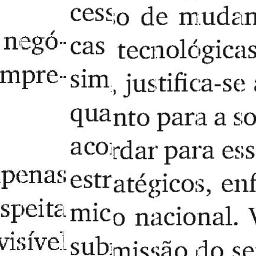 cesso de mudan
negó- cas tecnológicas
mpre- sim, justifica-se a
quanto para a so
acordar para ess
penas estratégicos, enf
speita mico nacional. V
visível submissão do se